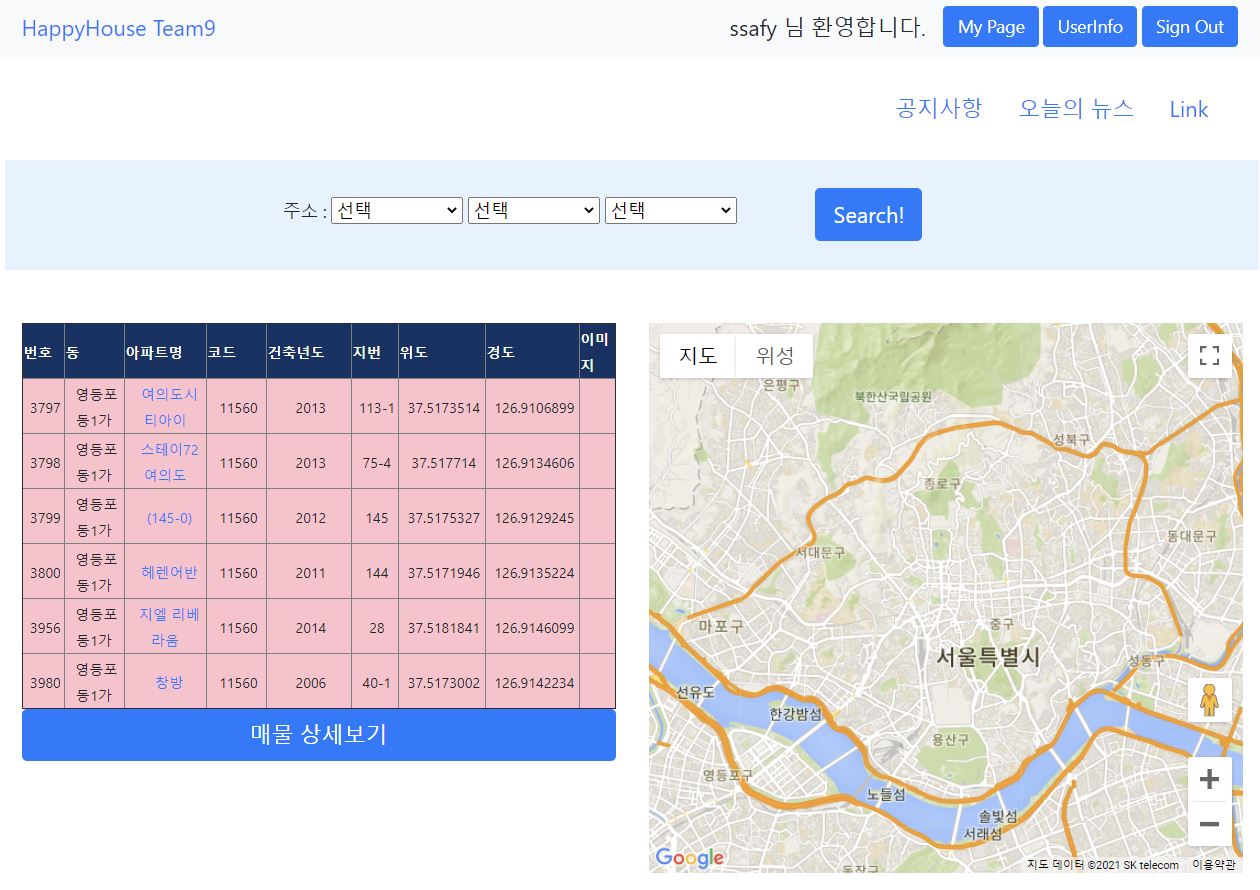 HappyHouse Team9
ssafy 님 환영합니다.
My Page
UserInfo
Sign Out
공지사항
오늘의 뉴스
Link
주소 : 선택 선택 선택
Search!
번호 동 아파트명 코드 건축년도 지번 위도 경도 이미
지
3797 영등포 여의도시 11560 2013 113-1 37.5173514 126.9106899
동1가 티아이
3798 영등포 스테이72 11560 2013 75-4 37.517714 126.9134606
동1가 여의도
3799 영등포 (145-0) 11560 2012 145 37.5175327 126.9129245
동1가
3800 영등포 헤렌어반 11560 2011 144 37.5171946 126.9135224
동1가
3956 영등포 지엘 리베 11560 2014 28 37.5181841 126.9146099
동1가 라움
3980 영등포 창방 11560 2006 40-1 37.5173002 126.9142234
동1가
매물 상세보기
지도
위성
은평구
북한산국립공원
성북구
종로구
동대문구
서대문구
마포구
중구
서울특별시
성동구
선유도
한강밤섬
용산구
영등포구
노들섬
솔빛섬
서래섬
Google
동작구
지도 데이터 ©2021 SK telecom
이용약관